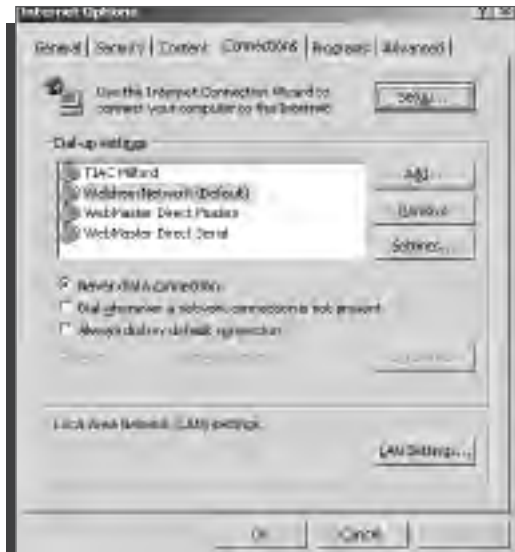 Internet Options
General Security Content Connections Programs Advanced
Use the Internet Connection Wizard to
connect your computer to the Internet.
Setup...
Dial-up settings
TIAC Milford
(Default)
WebMaster Direct
WebMaster Direct Serial
Add...
Remove
Settings...
Never dial a connection
Dial whenever a network connection is not present
Always dial my default connection
Local Area Network (LAN) settings
LAN Settings...
OK Cancel